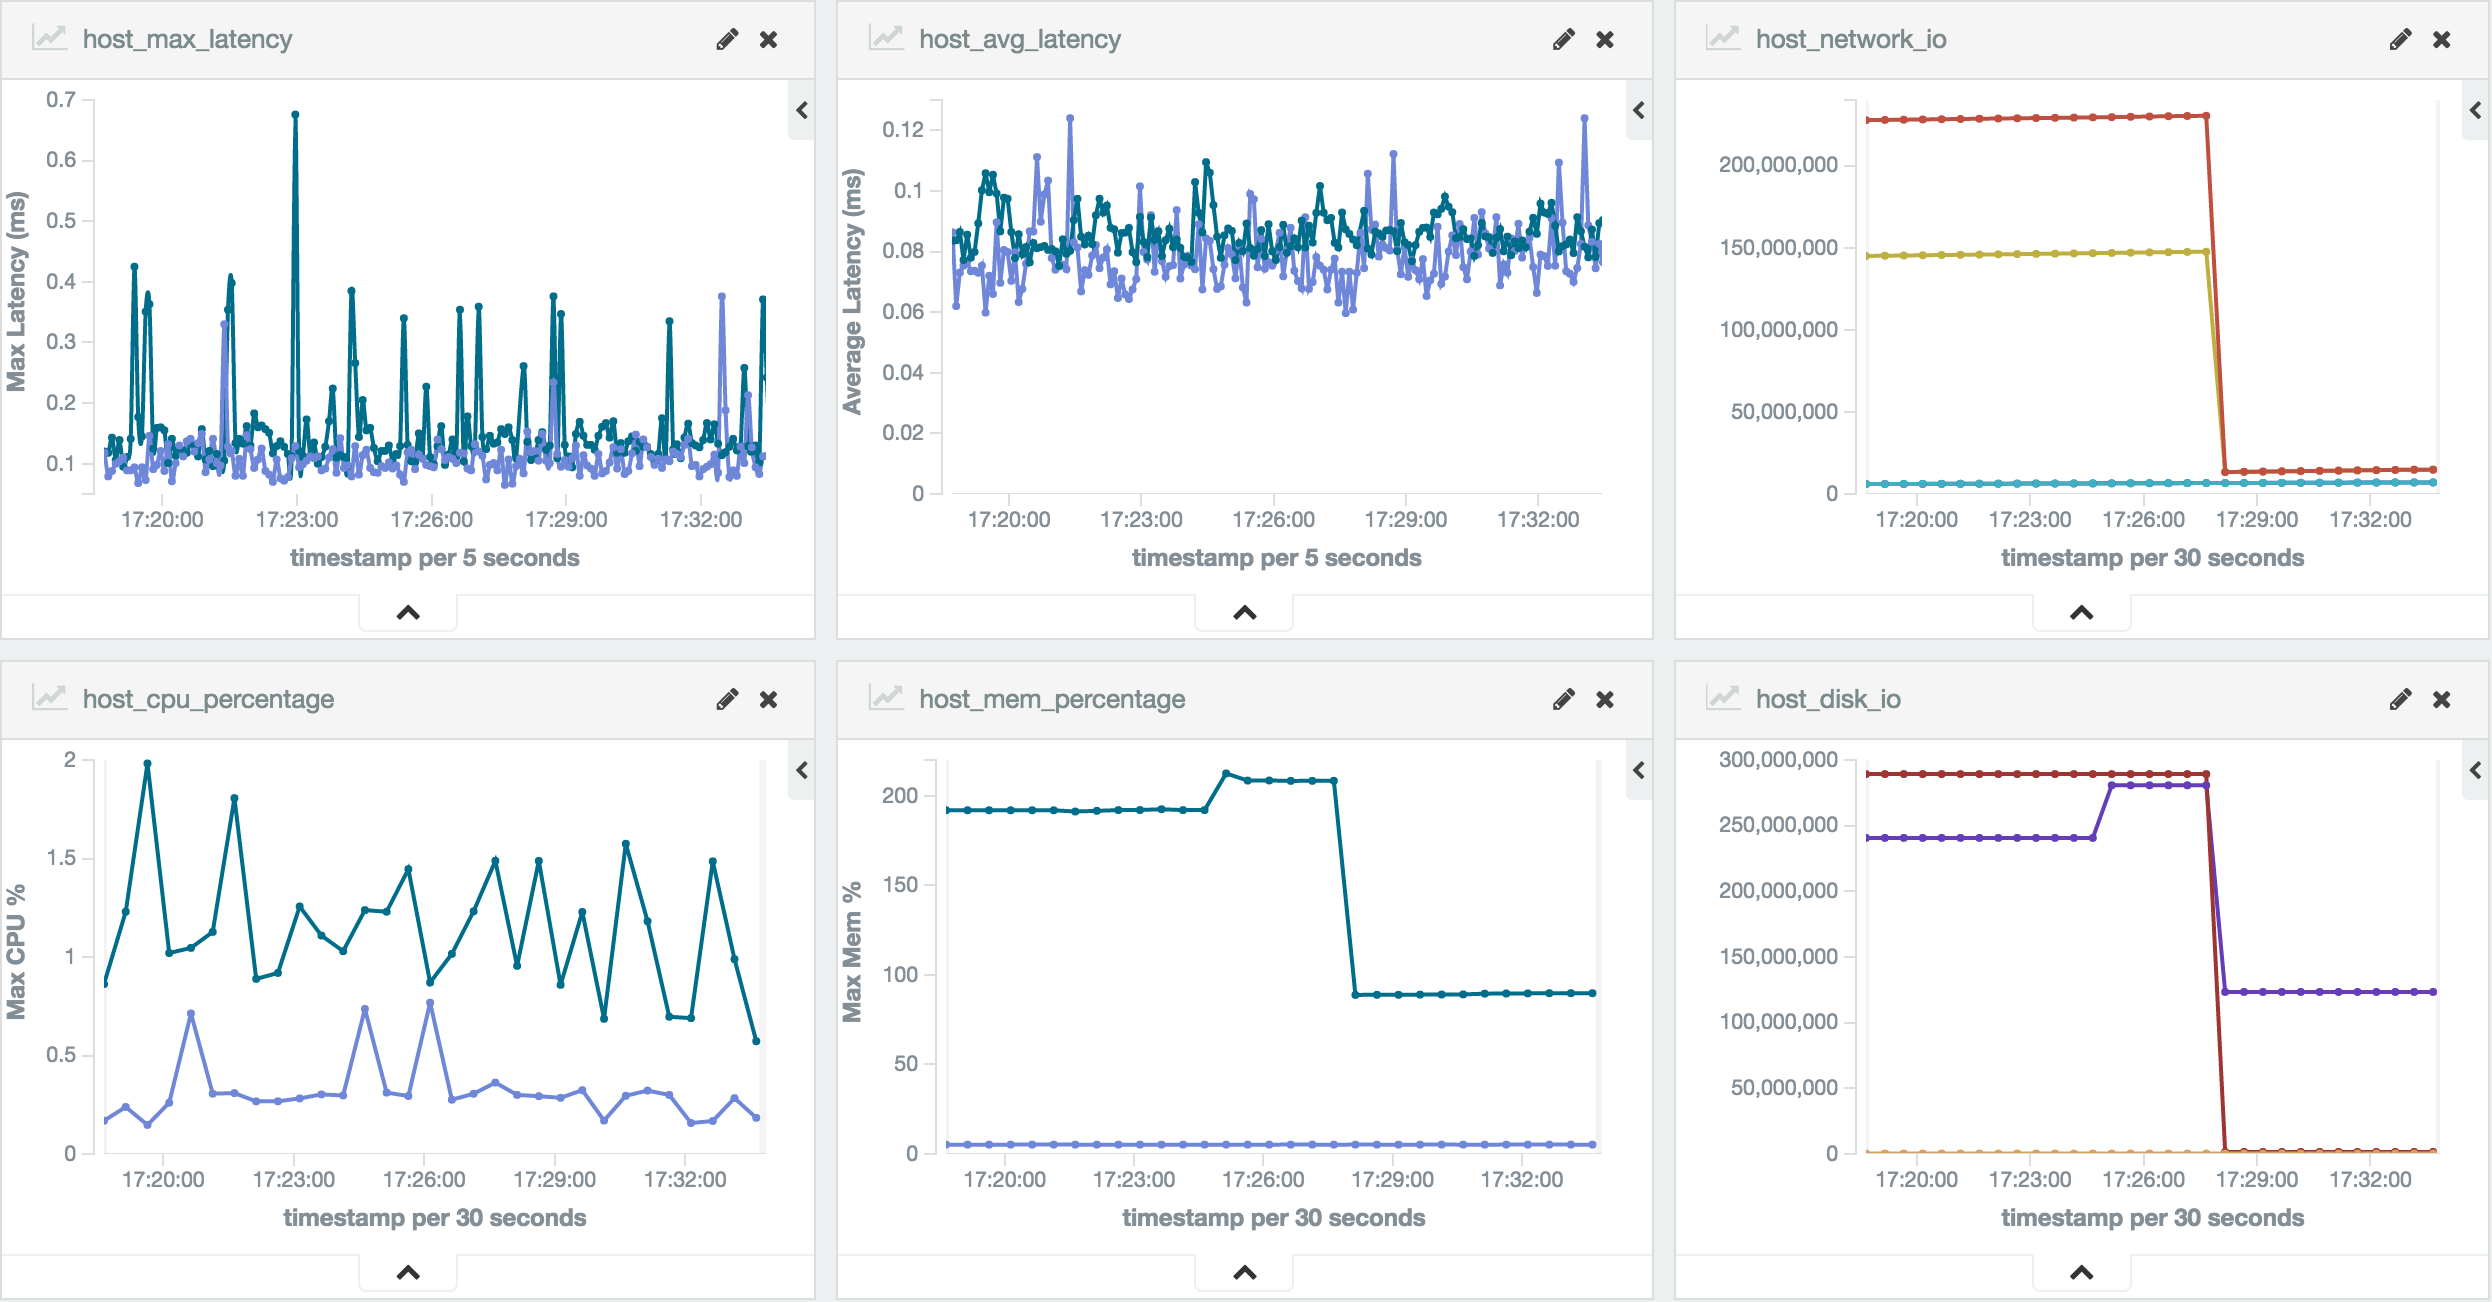 host_max_latency
0.7
0.6
0.5
0.4
0.3
0.2
0.1
Max Latency (ms)
17:20:00 17:23:00 17:26:00 17:29:00 17:32:00
timestamp per 5 seconds
host_avg_latency
0.12
0.1
0.08
0.06
0.04
0.02
0
Average Latency (ms)
17:20:00 17:23:00 17:26:00 17:29:00 17:32:00
timestamp per 5 seconds
host_network_io
200,000,000
150,000,000
100,000,000
50,000,000
0
17:20:00 17:23:00 17:26:00 17:29:00 17:32:00
timestamp per 30 seconds
host_cpu_percentage
2
1.5
1
0.5
0
Max CPU %
17:20:00 17:23:00 17:26:00 17:29:00 17:32:00
timestamp per 30 seconds
host_mem_percentage
200
150
100
50
0
Max Mem %
17:20:00 17:23:00 17:26:00 17:29:00 17:32:00
timestamp per 30 seconds
host_disk_io
300,000,000
250,000,000
200,000,000
150,000,000
100,000,000
50,000,000
0
17:20:00 17:23:00 17:26:00 17:29:00 17:32:00
timestamp per 30 seconds